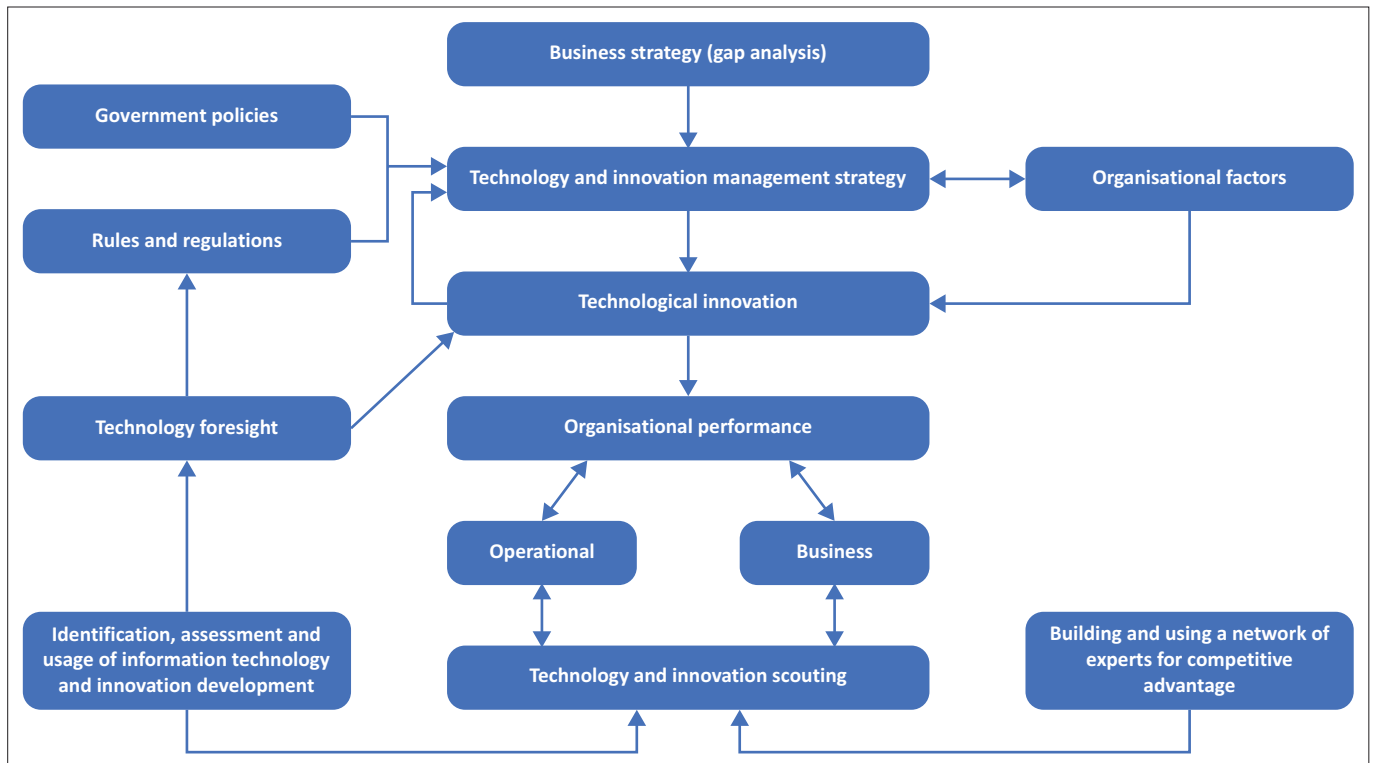 Business strategy (gap analysis)
Government policies
Technology and innovation management strategy
Organisational factors
Rules and regulations
Technological innovation
Technology foresight
Organisational performance
Operational
Business
Identification, assessment and
usage of information technology
and innovation development
Technology and innovation scouting
Building and using a network of
experts for competitive
advantage